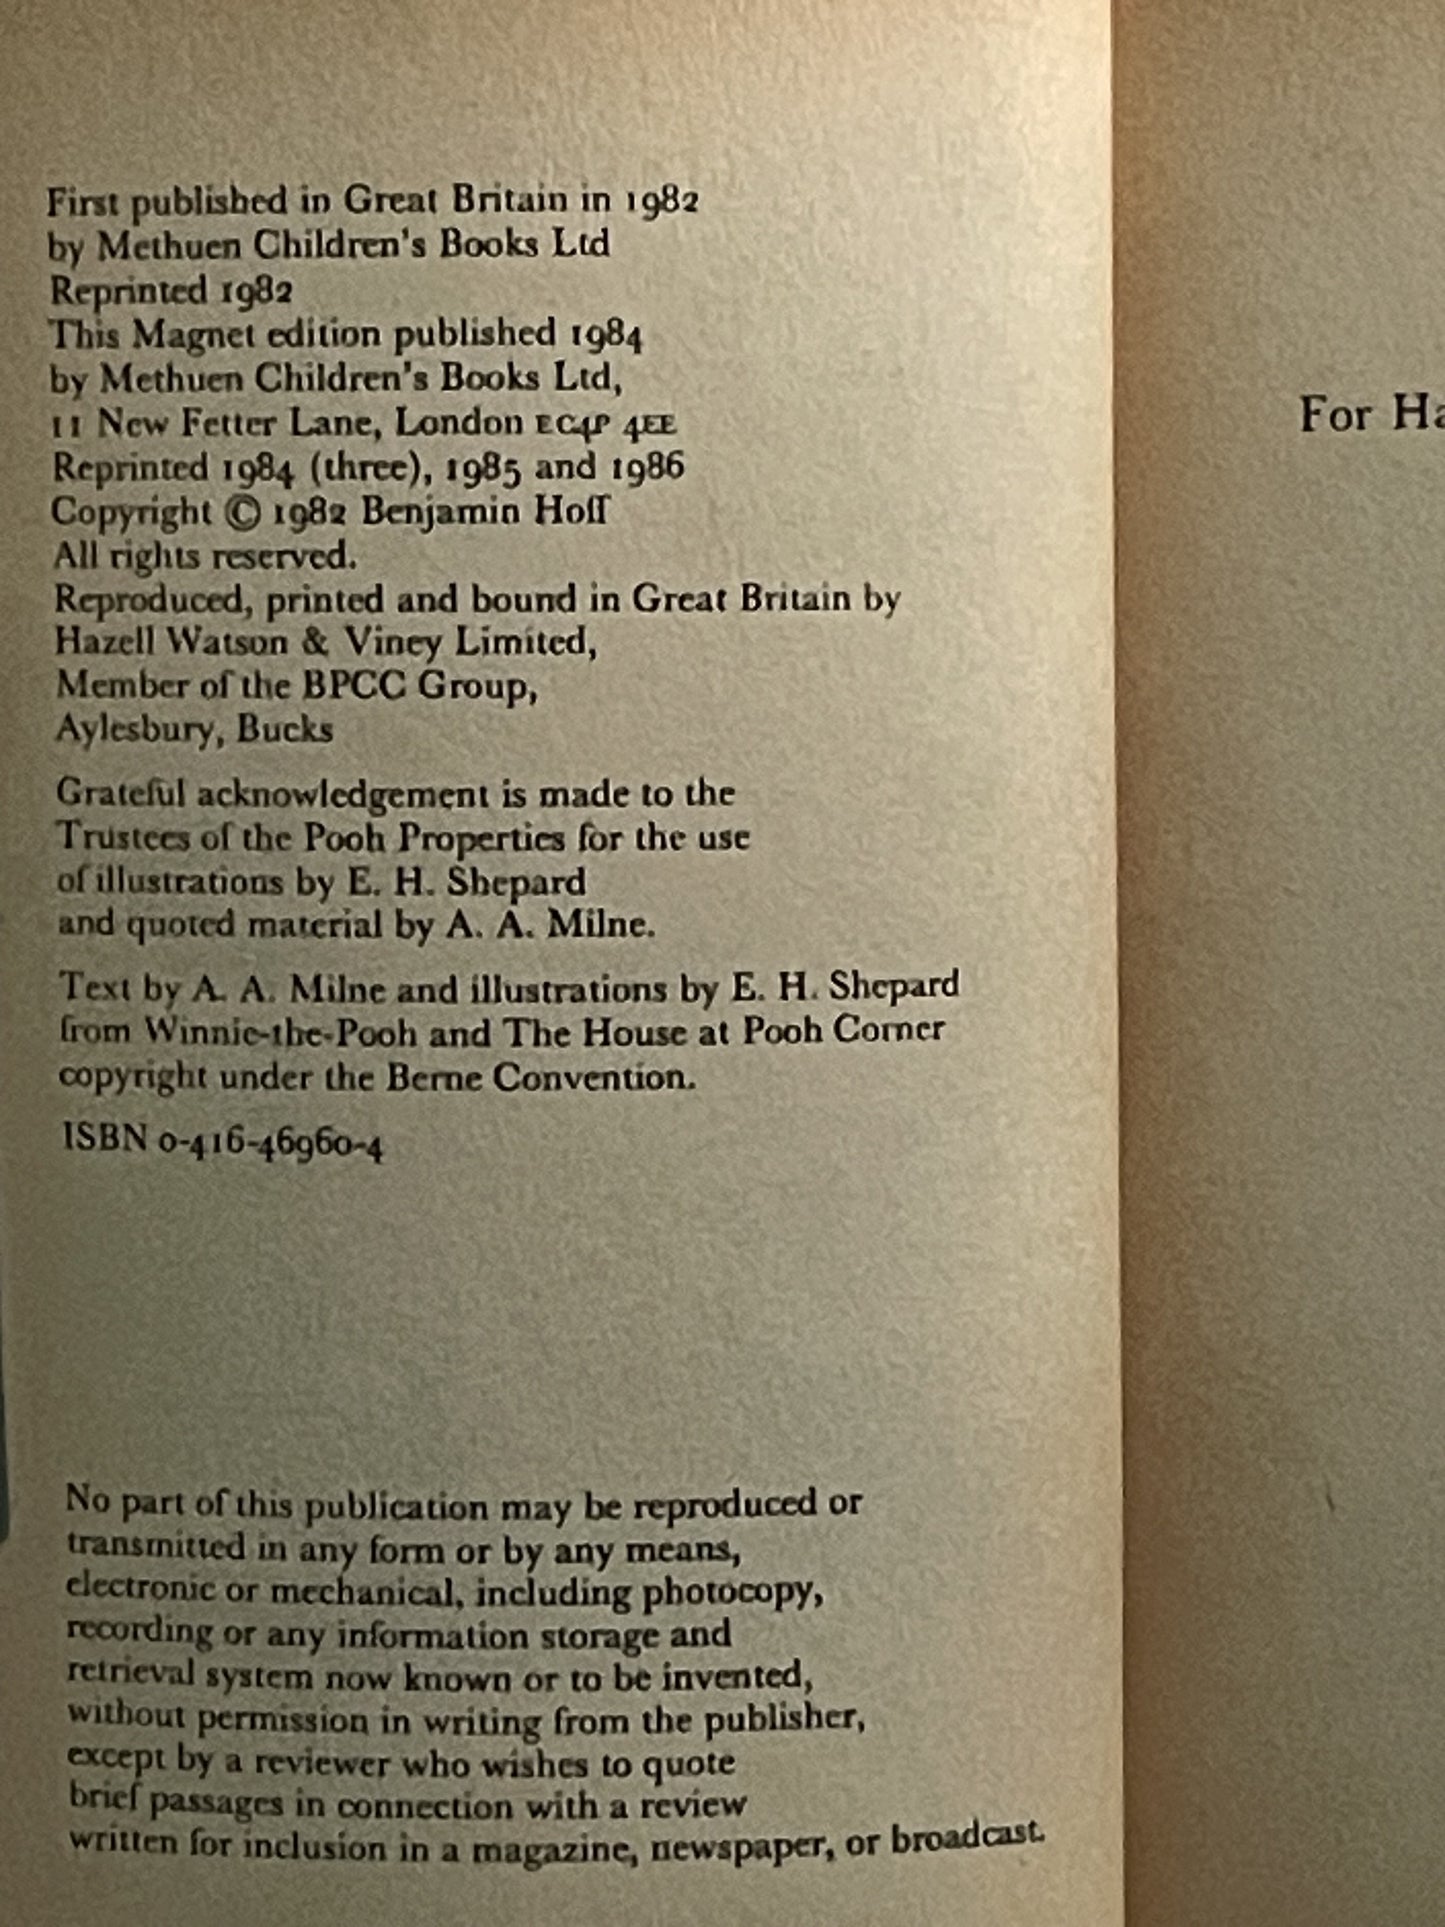 First published in Great Britain in 1982
by Methuen Children's Books Ltd
Reprinted 1982
This Magnet edition published 1984
by Methuen Children's Books Ltd,
11 New Fetter Lane, London EC4P 4EE
Reprinted 1984 (three), 1985 and 1986
Copyright © 1982 Benjamin Hoff
All rights reserved.
Reproduced, printed and bound in Great Britain by
Hazell Watson & Viney Limited,
Member of the BPCC Group,
Aylesbury, Bucks
Grateful acknowledgement is made to the
Trustees of the Pooh Properties for the use
of illustrations by E. H. Shepard
and quoted material by A. A. Milne.
Text by A. A. Milne and illustrations by E. H. Shepard
from Winnie-the-Pooh and The House at Pooh Corner
copyright under the Berne Convention.
ISBN 0-416-46960-4
No part of this publication may be reproduced or
transmitted in any form or by any means,
electronic or mechanical, including photocopy,
recording or any information storage and
retrieval system now known or to be invented,
without permission in writing from the publisher,
except by a reviewer who wishes to quote
brief passages in connection with a review
written for inclusion in a magazine, newspaper, or broadcast.
For